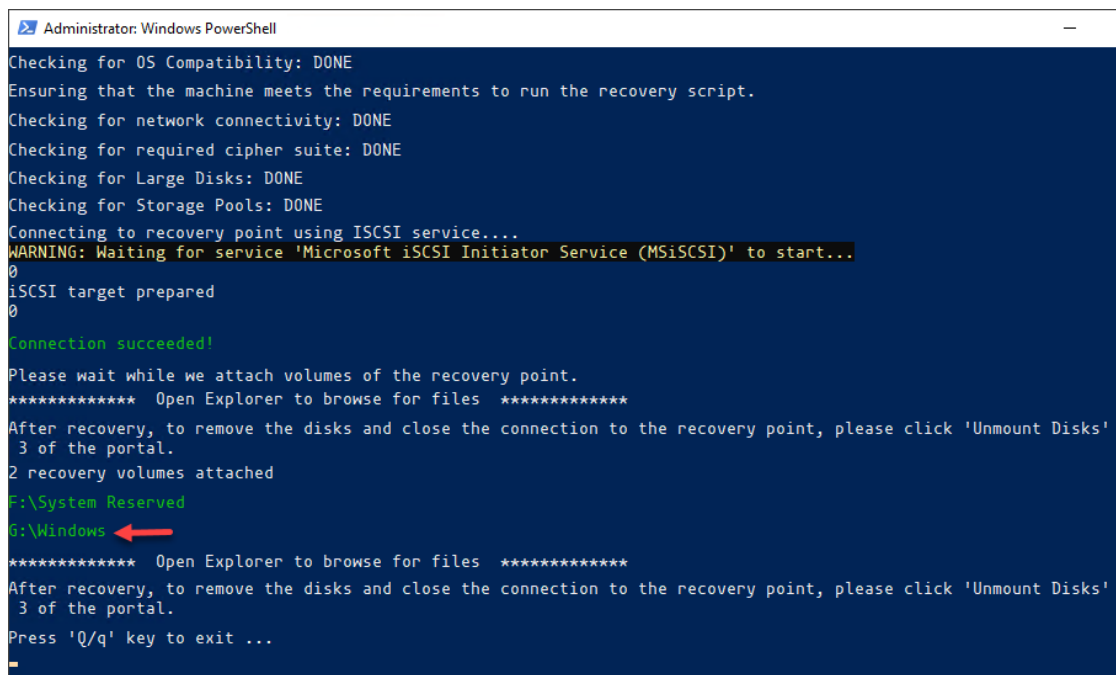 Administrator: Windows PowerShell
Checking for OS Compatibility: DONE
Ensuring that the machine meets the requirements to run the recovery script.
Checking for network connectivity: DONE
Checking for required cipher suite: DONE
Checking for Large Disks: DONE
Checking for Storage Pools: DONE
Connecting to recovery point using ISCSI service....
WARNING: Waiting for service 'Microsoft iSCSI Initiator Service (MSiSCSI)' to start...
0
iSCSI target prepared
0
Connection succeeded!
Please wait while we attach volumes of the recovery point.
************* Open Explorer to browse for files *************
After recovery, to remove the disks and close the connection to the recovery point, please click 'Unmount Disks'
3 of the portal.
2 recovery volumes attached
F:\System Reserved
G:\Windows
************* Open Explorer to browse for files *************
After recovery, to remove the disks and close the connection to the recovery point, please click 'Unmount Disks'
3 of the portal.
Press 'Q/q' key to exit ...